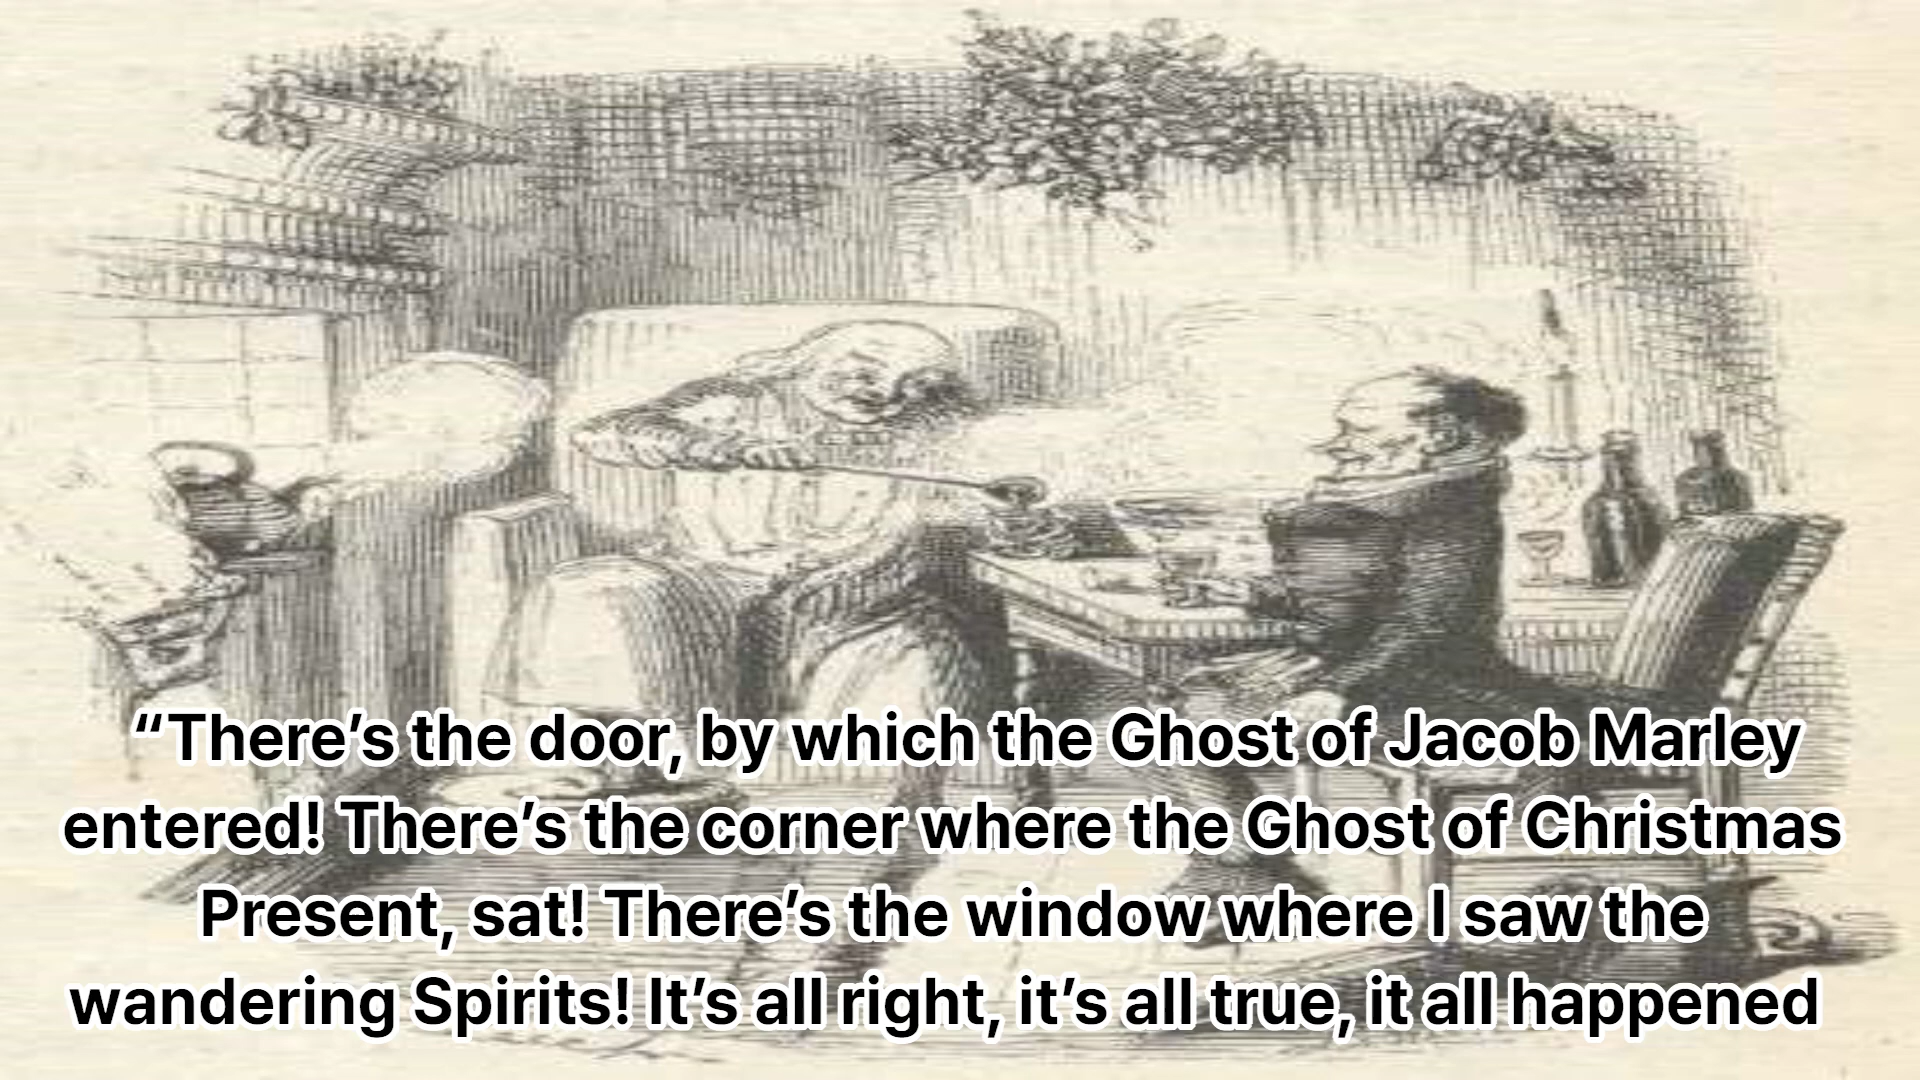 “There’s the door, by which the Ghost of Jacob Marley
entered! There’s the corner where the Ghost of Christmas
Present, sat! There’s the window where I saw the
wandering Spirits! It’s all right, it’s all true, it all happened